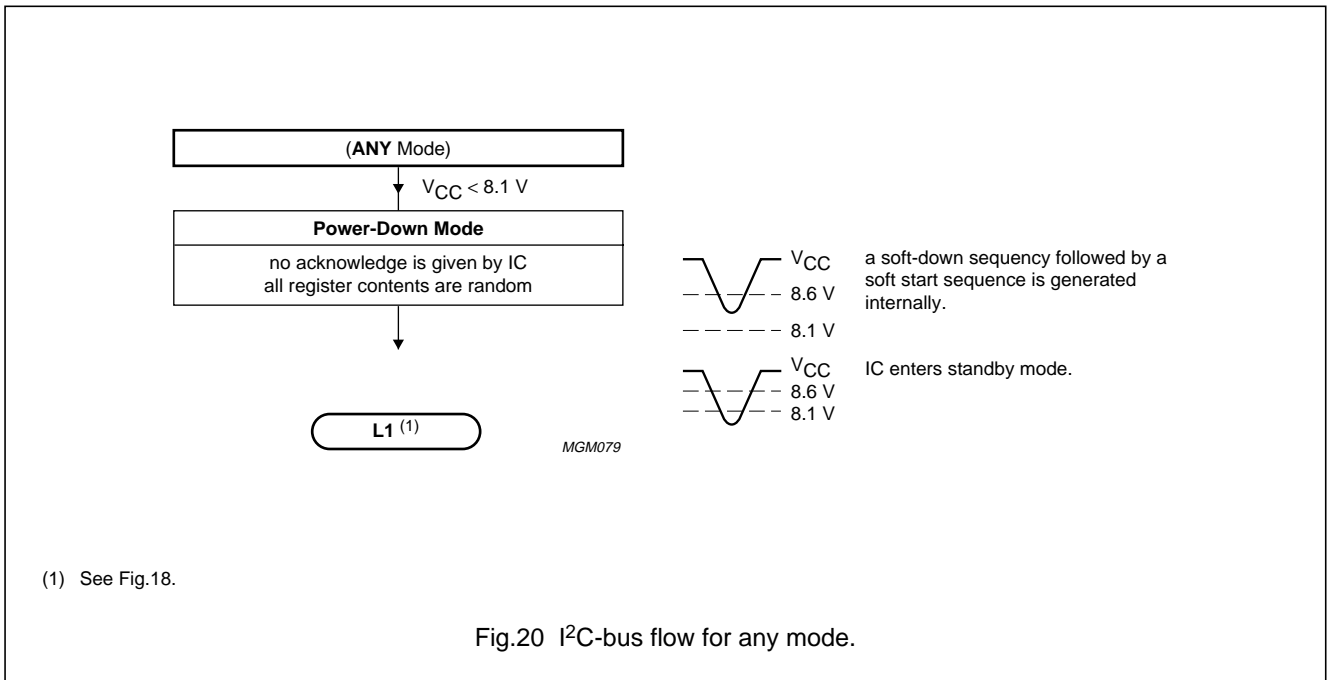 (ANY Mode)
VCC < 8.1 V
Power-Down Mode
no acknowledge is given by IC
all register contents are random
L1 (1)
MGM079
VCC
8.6 V
8.1 V
a soft-down sequency followed by a
soft start sequence is generated
internally.
VCC
8.6 V
8.1 V
IC enters standby mode.
(1) See Fig.18.
Fig.20 I2C-bus flow for any mode.